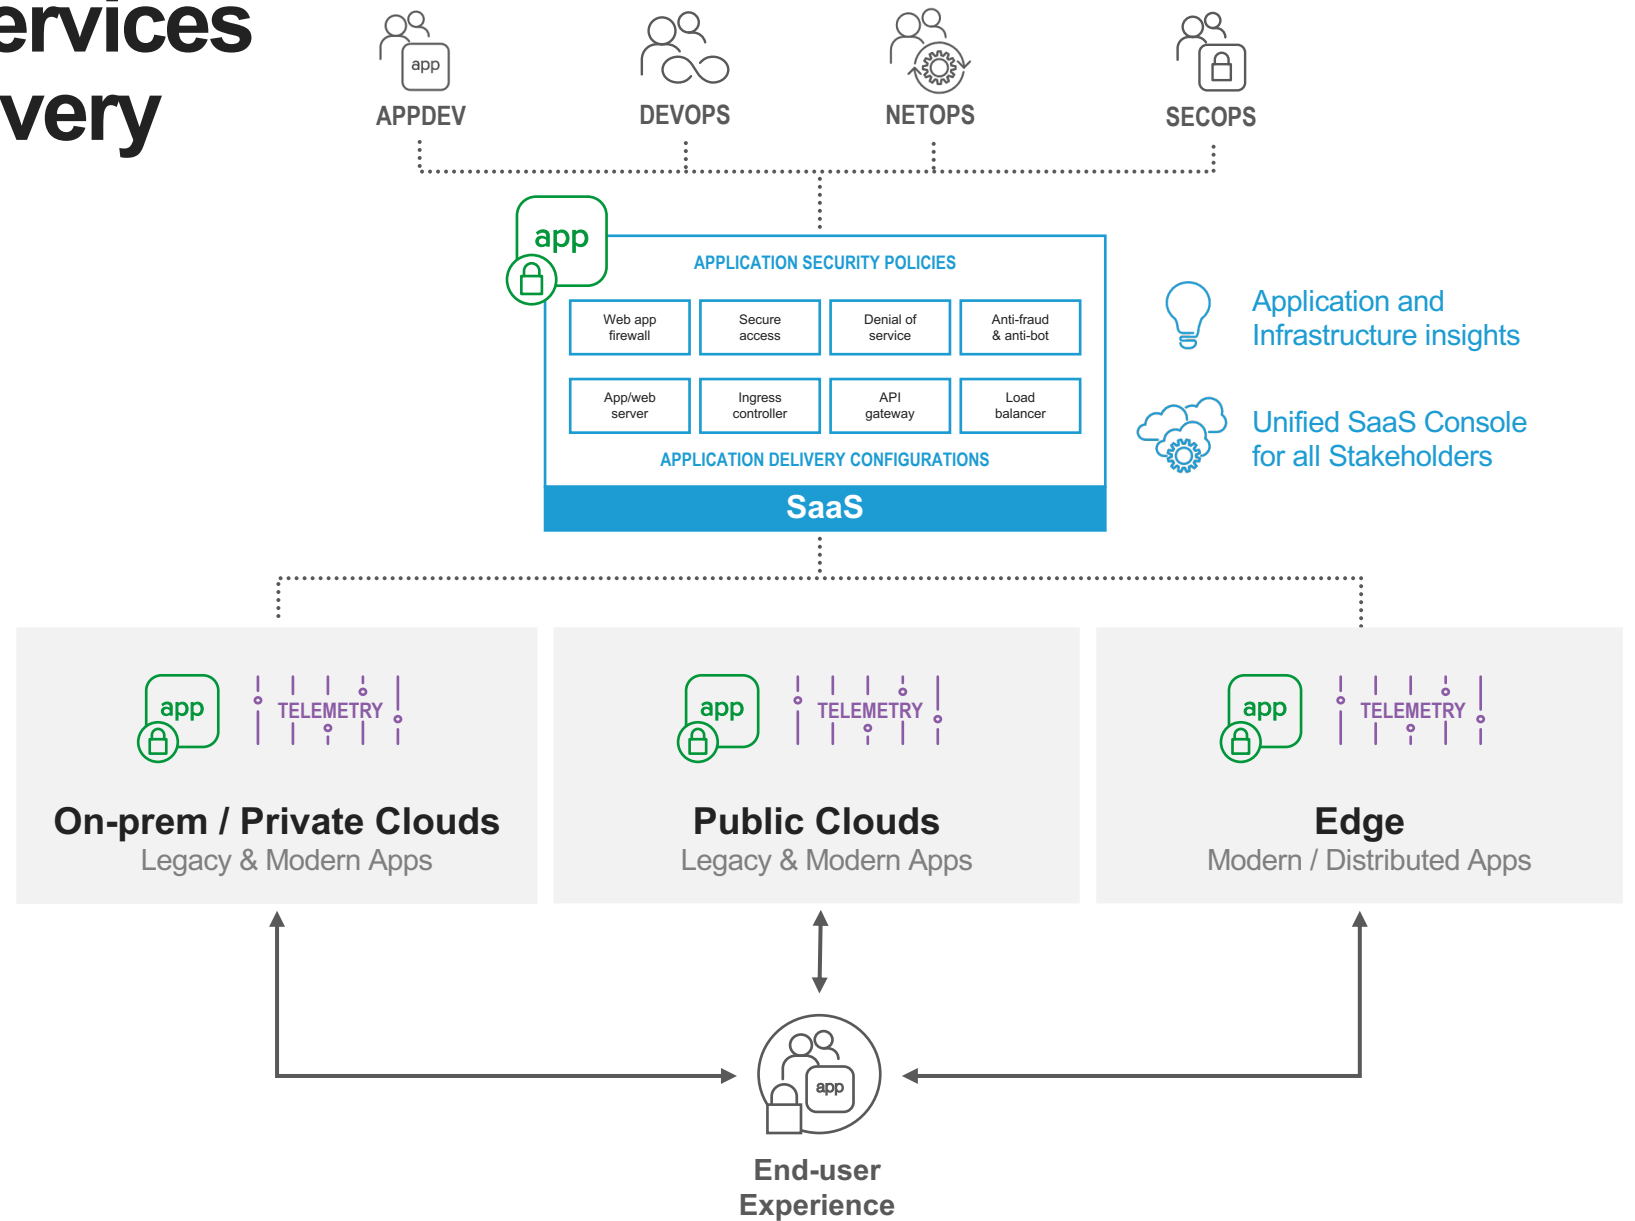 ervices
very
app
APPDEV
DEVOPS
NETOPS
SECOPS
app
APPLICATION SECURITY POLICIES
Web app
firewall
Secure
access
Denial of
service
Anti-fraud
& anti-bot
App/web
server
Ingress
controller
API
gateway
Load
balancer
APPLICATION DELIVERY CONFIGURATIONS
SaaS
Application and
Infrastructure insights
Unified SaaS Console
for all Stakeholders
app
TELEMETRY
On-prem / Private Clouds
Legacy & Modern Apps
app
TELEMETRY
Public Clouds
Legacy & Modern Apps
app
TELEMETRY
Edge
Modern / Distributed Apps
app
End-user
Experience